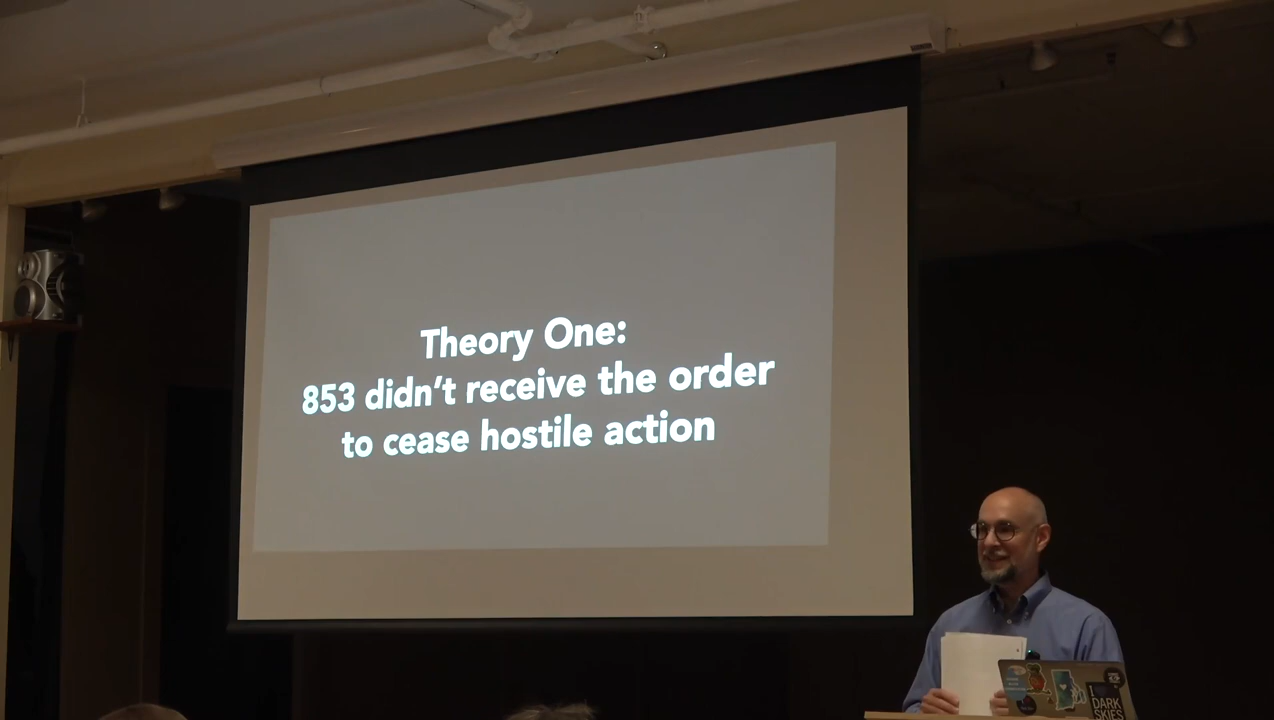 Theory One:
853 didn't receive the order
to cease hostile action
I
DARK
SKIES